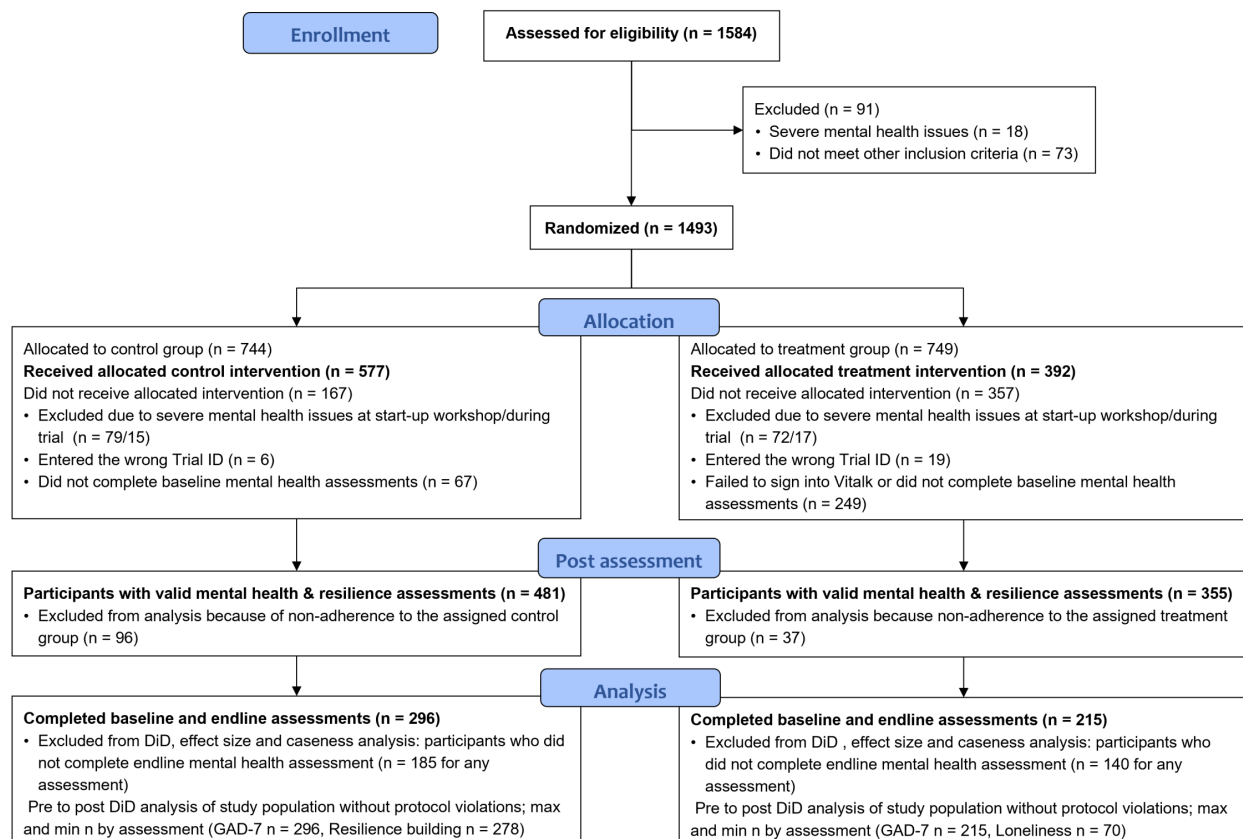 Enrollment
Assessed for eligibility (n = 1584)
Excluded (n = 91)
• Severe mental health issues (n = 18)
• Did not meet other inclusion criteria (n = 73)
Randomized (n = 1493)
Allocation
Allocated to control group (n = 744)
Received allocated control intervention (n = 577)
Did not receive allocated intervention (n = 167)
• Excluded due to severe mental health issues at start-up workshop/during
trial (n = 79/15)
• Entered the wrong Trial ID (n = 6)
• Did not complete baseline mental health assessments (n = 67)
Allocated to treatment group (n = 749)
Received allocated treatment intervention (n = 392)
Did not receive allocated intervention (n = 357)
• Excluded due to severe mental health issues at start-up workshop/during
trial (n = 72/17)
• Entered the wrong Trial ID (n = 19)
• Failed to sign into Vitalk or did not complete baseline mental health
assessments (n = 249)
Post assessment
Participants with valid mental health & resilience assessments (n = 481)
• Excluded from analysis because of non-adherence to the assigned control
group (n = 96)
Participants with valid mental health & resilience assessments (n = 355)
• Excluded from analysis because non-adherence to the assigned treatment
group (n = 37)
Analysis
Completed baseline and endline assessments (n = 296)
• Excluded from DiD, effect size and caseness analysis: participants who did
not complete endline mental health assessment (n = 185 for any
assessment)
Pre to post DiD analysis of study population without protocol violations; max
and min n by assessment (GAD-7 n = 296, Resilience building n = 278)
Completed baseline and endline assessments (n = 215)
• Excluded from DiD , effect size and caseness analysis: participants who
did not complete endline mental health assessment (n = 140 for any
assessment)
Pre to post DiD analysis of study population without protocol violations; max
and min n by assessment (GAD-7 n = 215, Loneliness n = 70)